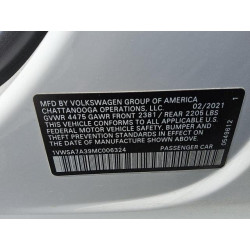 MFD BY VOLKSWAGEN GROUP OF AMERICA
CHATTANOOGA OPERATIONS, LLC. 02/2021
GVWR 4475 GAWR FRONT 2381 / REAR 2205 LBS
THIS VEHICLE CONFORMS TO ALL APPLICABLE
FEDERAL MOTOR VEHICLE SAFETY, BUMPER
AND THEFT PREVENTION STANDARDS IN EFFECT
ON THE DATE OF MANUFACTURE SHOWN ABOVE.
1VWSA7A39MC006324 PASSENGER CAR
1